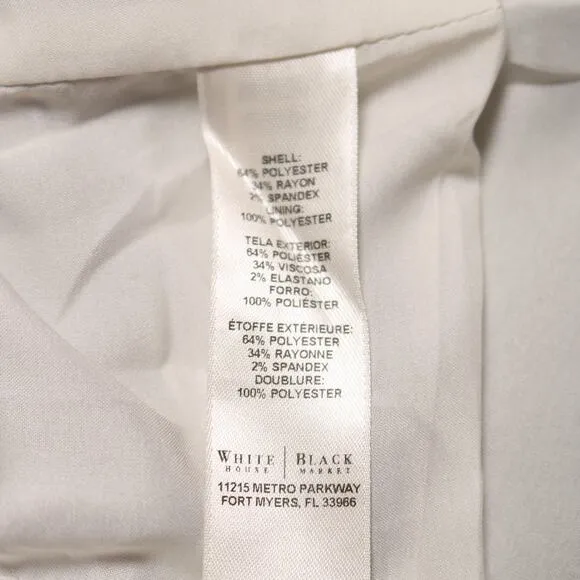 SHELL:
64% POLYESTER
34% RAYON
2% SPANDEX
LINING:
100% POLYESTER
TELA EXTERIOR:
64% POLIÉSTER
34% VISCOSA
2% ELASTANO
FORRO:
100% POLIÉSTER
ÉTOFFE EXTÉRIEURE:
64% POLYESTER
34% RAYONNE
2% SPANDEX
DOUBLURE:
100% POLYESTER
WHITE | BLACK
HOUSE | MARKET
11215 METRO PARKWAY
FORT MYERS, FL 33966